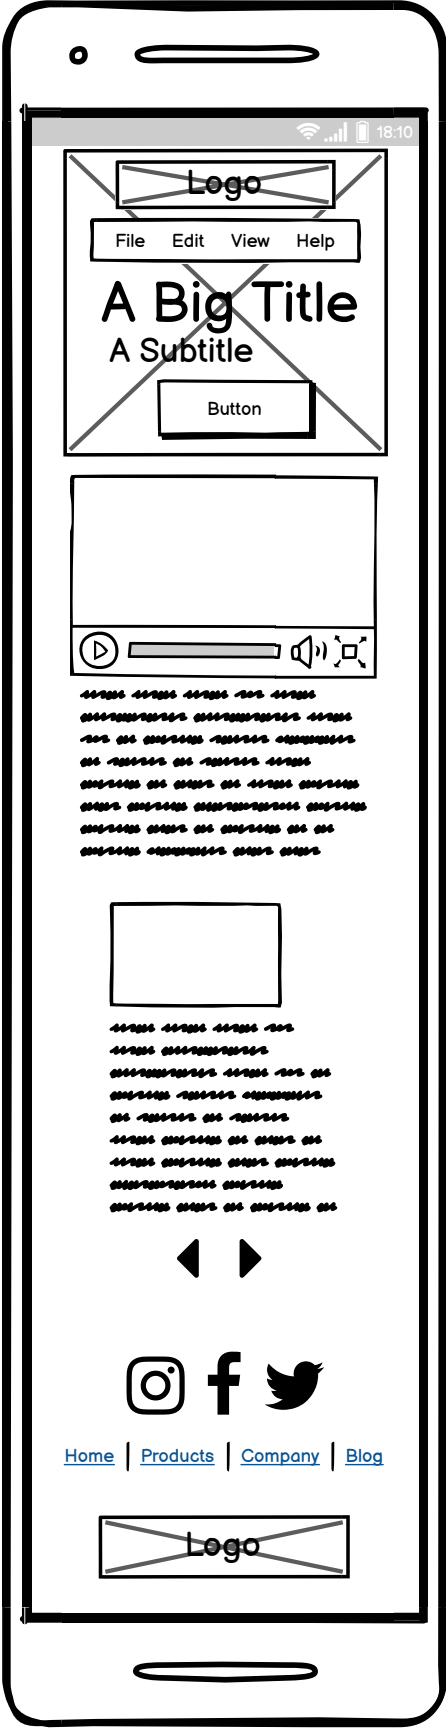 18:10
Logo
File Edit View Help
A Big Title
A Subtitle
Button
Home | Products | Company | Blog
Logo